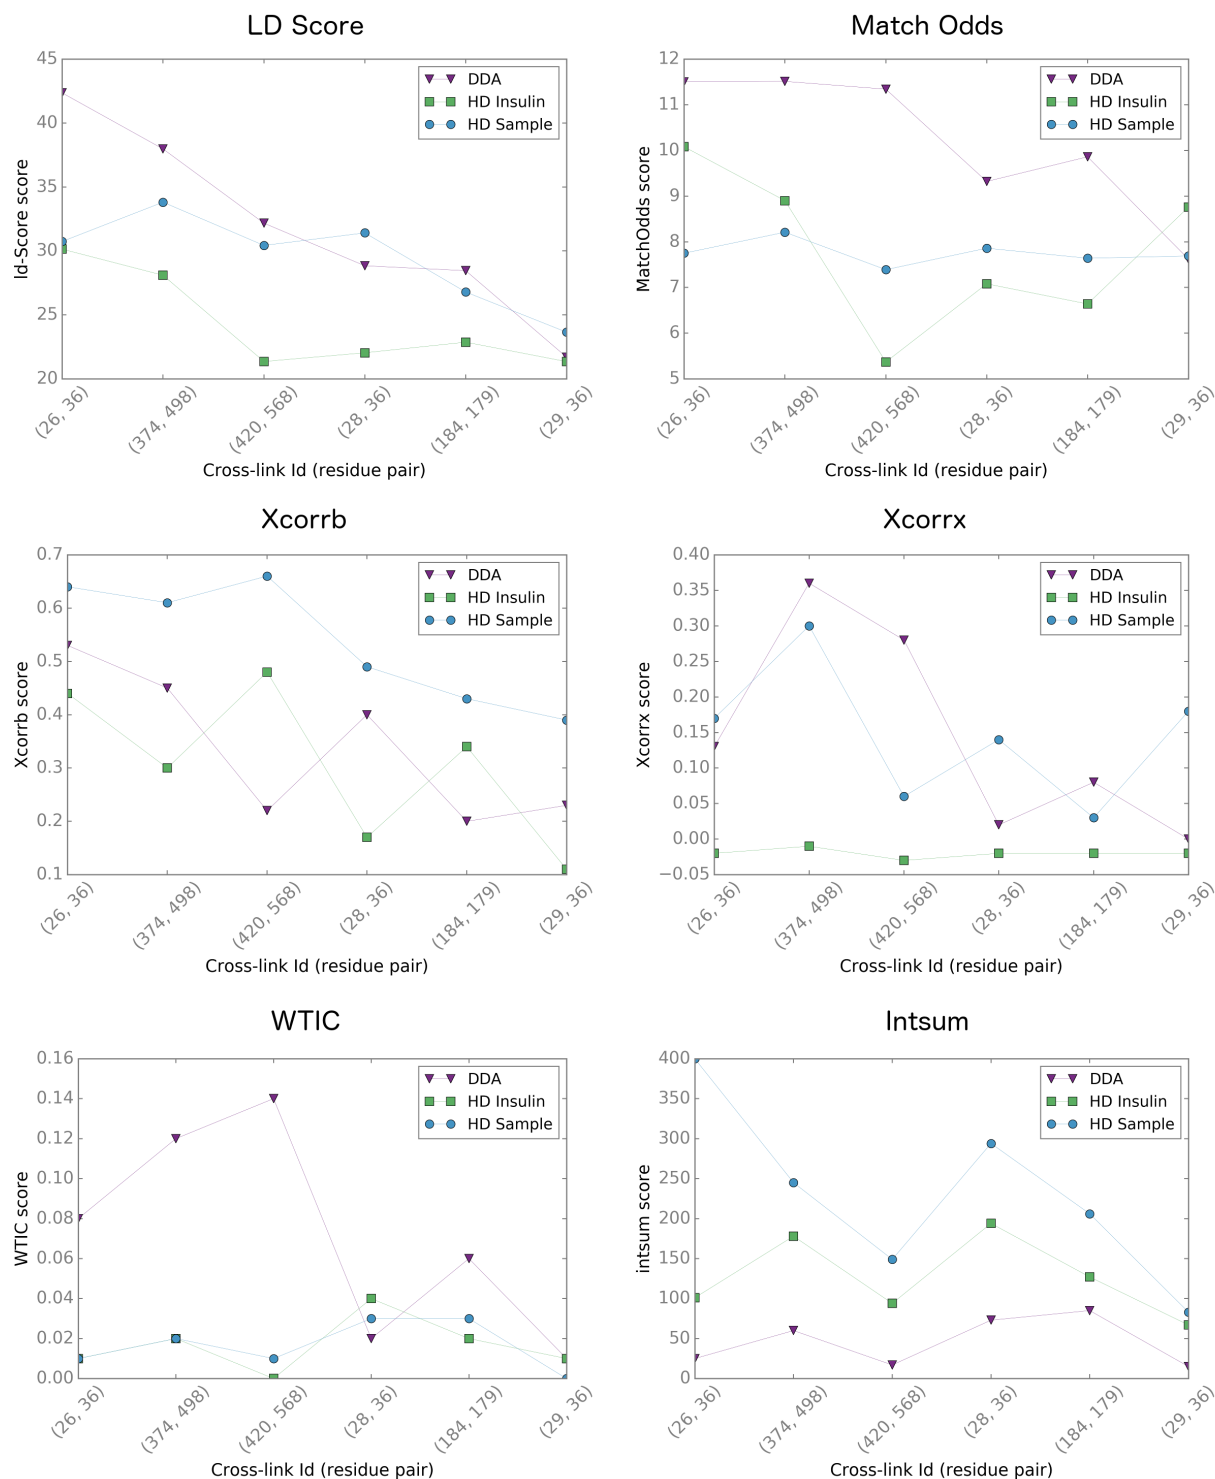 LD Score
45
40
35
30
25
20
ld-Score score
DDA
HD Insulin
HD Sample
(26, 36)
(374, 498)
(420, 568)
(28, 36)
(184, 179)
(29, 36)
Cross-link Id (residue pair)
Match Odds
12
11
10
9
8
7
6
5
MatchOdds score
DDA
HD Insulin
HD Sample
(26, 36)
(374, 498)
(420, 568)
(28, 36)
(184, 179)
(29, 36)
Cross-link Id (residue pair)
Xcorrb
0.7
0.6
0.5
0.4
0.3
0.2
0.1
Xcorrb score
DDA
HD Insulin
HD Sample
(26, 36)
(374, 498)
(420, 568)
(28, 36)
(184, 179)
(29, 36)
Cross-link Id (residue pair)
Xcorrx
0.40
0.35
0.30
0.25
0.20
0.15
0.10
0.05
0.00
−0.05
Xcorrx score
DDA
HD Insulin
HD Sample
(26, 36)
(374, 498)
(420, 568)
(28, 36)
(184, 179)
(29, 36)
Cross-link Id (residue pair)
WTIC
0.16
0.14
0.12
0.10
0.08
0.06
0.04
0.02
0.00
WTIC score
DDA
HD Insulin
HD Sample
(26, 36)
(374, 498)
(420, 568)
(28, 36)
(184, 179)
(29, 36)
Cross-link Id (residue pair)
Intsum
400
350
300
250
200
150
100
50
0
intsum score
DDA
HD Insulin
HD Sample
(26, 36)
(374, 498)
(420, 568)
(28, 36)
(184, 179)
(29, 36)
Cross-link Id (residue pair)